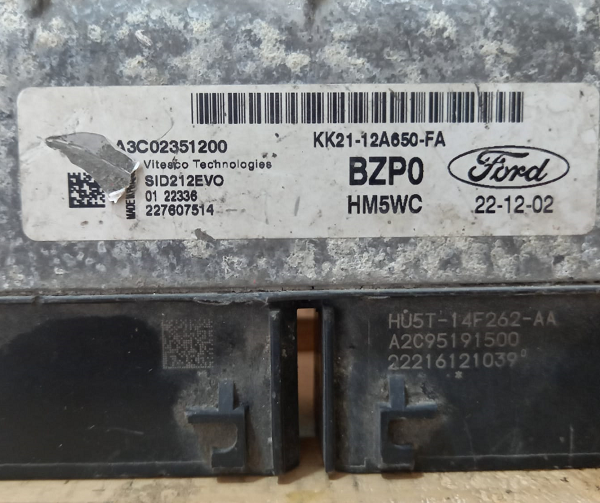 A3C02351200
KK21-12A650-FA
Vitesco Technologies
SID212EVO
BZP0
Ford
01 22336
227607514
HM5WC
22-12-02
HU5T-14F262-AA
A2C95191500
22216121039